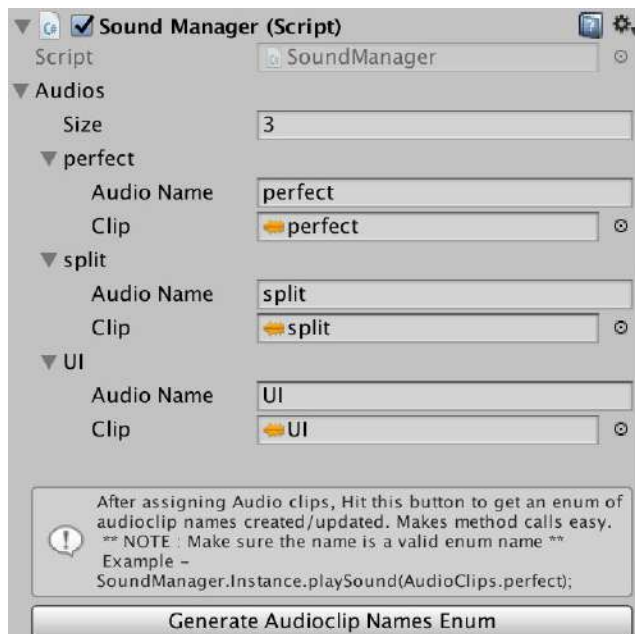 Sound Manager (Script)
Script SoundManager
Audios
Size 3
perfect
Audio Name perfect
Clip perfect
split
Audio Name split
Clip split
UI
Audio Name UI
Clip UI
After assigning Audio clips, Hit this button to get an enum of
audioclip names created/updated. Makes method calls easy.
** NOTE : Make sure the name is a valid enum name **
Example -
SoundManager.Instance.playSound(AudioClips.perfect);
Generate Audioclip Names Enum